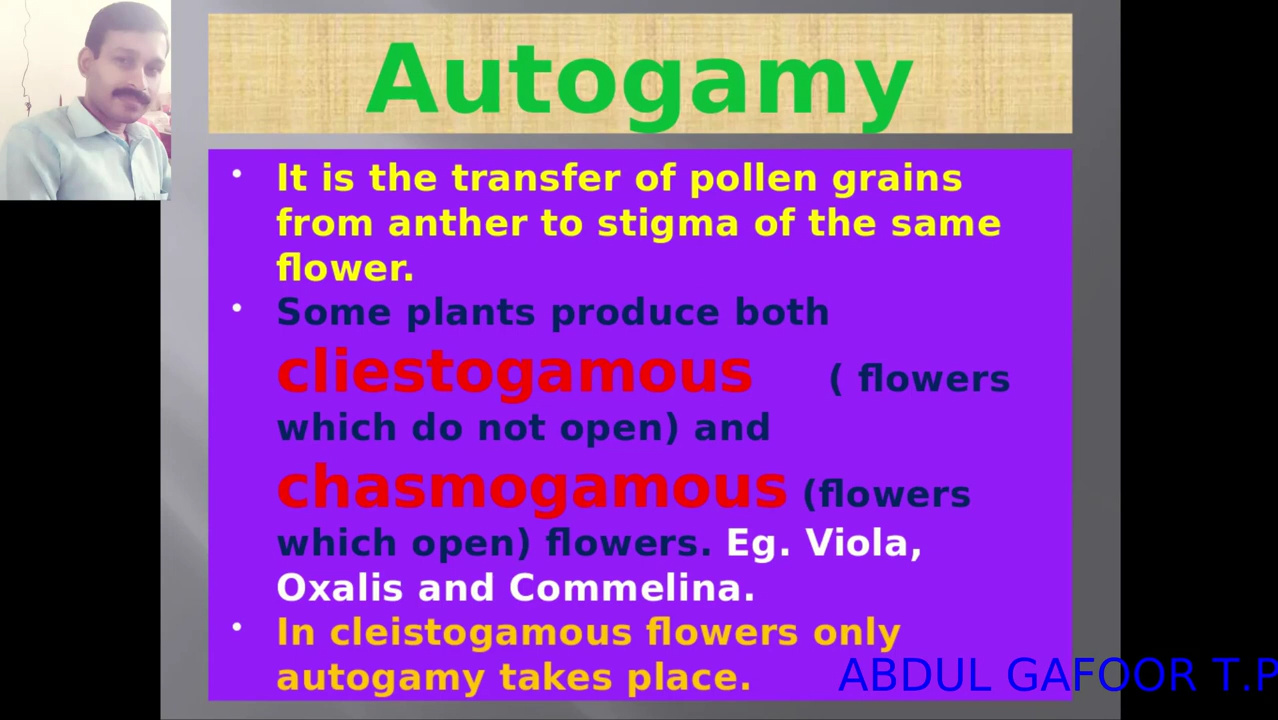 Autogamy
• It is the transfer of pollen grains
from anther to stigma of the same
flower.
• Some plants produce both
cliestogamous ( flowers
which do not open) and
chasmogamous (flowers
which open) flowers. Eg. Viola,
Oxalis and Commelina.
• In cleistogamous flowers only
autogamy takes place.
ABDUL GAFOOR T.P